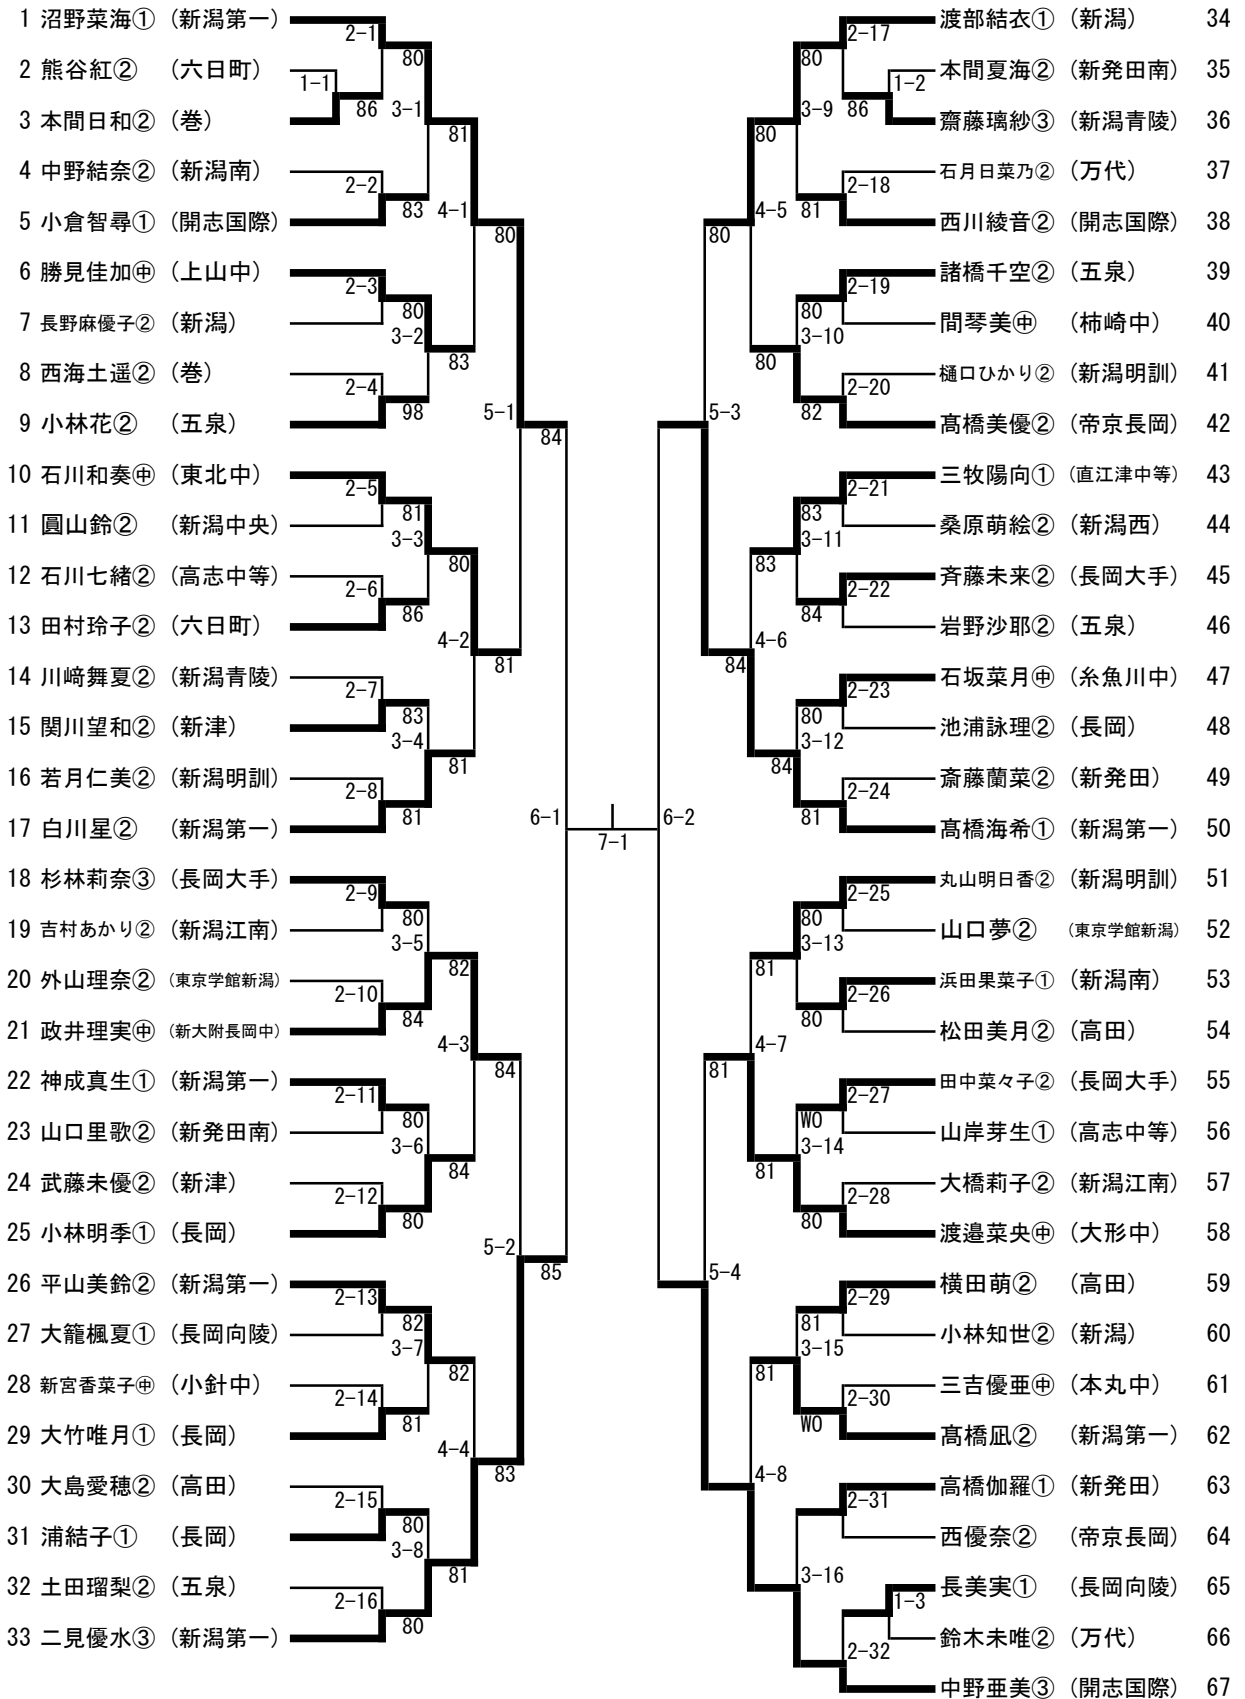 1 沼野菜海① (新潟第一)
2 熊谷紅② (六日町)
3 本間日和② (巻)
4 中野結奈② (新潟南)
5 小倉智尋① (開志国際)
6 勝見佳加㊥ (上山中)
7 長野麻優子② (新潟)
8 西海土遥② (巻)
9 小林花② (五泉)
10 石川和奏㊥ (東北中)
11 圓山鈴② (新潟中央)
12 石川七緒② (高志中等)
13 田村玲子② (六日町)
14 川﨑舞夏② (新潟青陵)
15 関川望和② (新津)
16 若月仁美② (新潟明訓)
17 白川星② (新潟第一)
18 杉林莉奈③ (長岡大手)
19 吉村あかり② (新潟江南)
20 外山理奈② (東京学館新潟)
21 政井理実㊥ (新大附長岡中)
22 神成真生① (新潟第一)
23 山口里歌② (新発田南)
24 武藤未優② (新津)
25 小林明季① (長岡)
26 平山美鈴② (新潟第一)
27 大籠楓夏① (長岡向陵)
28 新宮香菜子㊥ (小針中)
29 大竹唯月① (長岡)
30 大島愛穂② (高田)
31 浦結子① (長岡)
32 土田瑠梨② (五泉)
33 二見優水③ (新潟第一)
2-1
80
1-1
86
3-1
81
2-2
83
4-1
80
2-3
80
3-2
83
2-4
98
5-1
84
2-5
81
3-3
80
2-6
86
4-2
81
2-7
83
3-4
81
2-8
81
6-1
7-1
6-2
2-9
80
3-5
82
2-10
84
4-3
84
2-11
80
3-6
84
2-12
80
5-2
85
2-13
82
3-7
82
2-14
81
4-4
83
2-15
80
3-8
81
2-16
80
2-17
80
1-2
86
3-9
80
2-18
81
4-5
80
2-19
80
3-10
80
2-20
82
5-3
2-21
83
3-11
83
2-22
84
4-6
84
2-23
80
3-12
84
2-24
81
2-25
80
3-13
81
2-26
80
4-7
81
2-27
WO
3-14
81
2-28
80
5-4
2-29
81
3-15
81
2-30
WO
4-8
2-31
3-16
1-3
2-32
渡部結衣① (新潟) 34
本間夏海② (新発田南) 35
齋藤璃紗③ (新潟青陵) 36
石月日菜乃② (万代) 37
西川綾音② (開志国際) 38
諸橋千空② (五泉) 39
間琴美㊥ (柿崎中) 40
樋口ひかり② (新潟明訓) 41
髙橋美優② (帝京長岡) 42
三牧陽向① (直江津中等) 43
桑原萌絵② (新潟西) 44
斉藤未来② (長岡大手) 45
岩野沙耶② (五泉) 46
石坂菜月㊥ (糸魚川中) 47
池浦詠理② (長岡) 48
斎藤蘭菜② (新発田) 49
髙橋海希① (新潟第一) 50
丸山明日香② (新潟明訓) 51
山口夢② (東京学館新潟) 52
浜田果菜子① (新潟南) 53
松田美月② (高田) 54
田中菜々子② (長岡大手) 55
山岸芽生① (高志中等) 56
大橋莉子② (新潟江南) 57
渡邉菜央㊥ (大形中) 58
横田萌② (高田) 59
小林知世② (新潟) 60
三吉優亜㊥ (本丸中) 61
髙橋凪② (新潟第一) 62
高橋伽羅① (新発田) 63
西優奈② (帝京長岡) 64
長美実① (長岡向陵) 65
鈴木未唯② (万代) 66
中野亜美③ (開志国際) 67